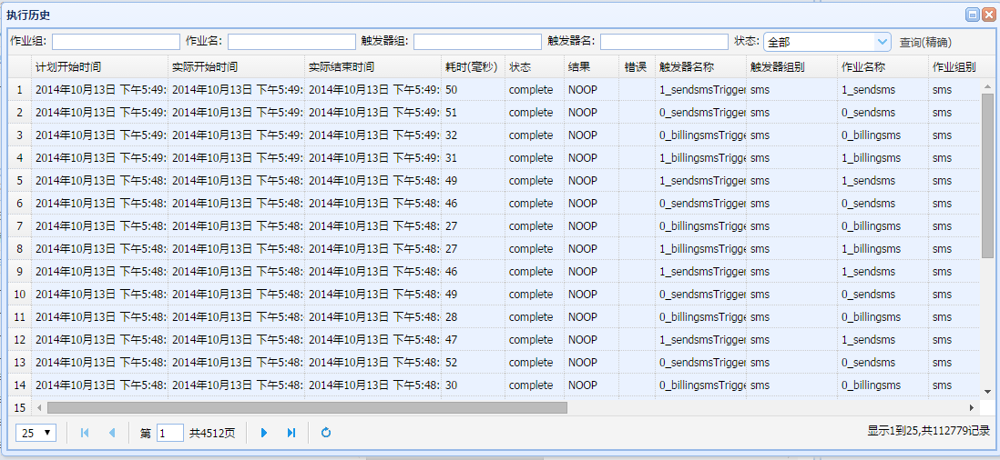 执行历史
作业组: 作业名: 触发器组: 触发器名: 状态: 全部 查询(精确)
计划开始时间 实际开始时间 实际结束时间 耗时(毫秒) 状态 结果 错误 触发器名称 触发器组别 作业名称 作业组别
1 2014年10月13日 下午5:49: 2014年10月13日 下午5:49: 2014年10月13日 下午5:49: 50 complete NOOP 1_sendsmsTrigger sms 1_sendsms sms
2 2014年10月13日 下午5:49: 2014年10月13日 下午5:49: 2014年10月13日 下午5:49: 51 complete NOOP 0_sendsmsTrigger sms 0_sendsms sms
3 2014年10月13日 下午5:49: 2014年10月13日 下午5:49: 2014年10月13日 下午5:49: 32 complete NOOP 0_billingsmsTrigge sms 0_billingsms sms
4 2014年10月13日 下午5:49: 2014年10月13日 下午5:49: 2014年10月13日 下午5:49: 31 complete NOOP 1_billingsmsTrigge sms 1_billingsms sms
5 2014年10月13日 下午5:48: 2014年10月13日 下午5:48: 2014年10月13日 下午5:48: 49 complete NOOP 1_sendsmsTrigger sms 1_sendsms sms
6 2014年10月13日 下午5:48: 2014年10月13日 下午5:48: 2014年10月13日 下午5:48: 46 complete NOOP 0_sendsmsTrigger sms 0_sendsms sms
7 2014年10月13日 下午5:48: 2014年10月13日 下午5:48: 2014年10月13日 下午5:48: 27 complete NOOP 0_billingsmsTrigge sms 0_billingsms sms
8 2014年10月13日 下午5:48: 2014年10月13日 下午5:48: 2014年10月13日 下午5:48: 27 complete NOOP 1_billingsmsTrigge sms 1_billingsms sms
9 2014年10月13日 下午5:48: 2014年10月13日 下午5:48: 2014年10月13日 下午5:48: 46 complete NOOP 1_sendsmsTrigger sms 1_sendsms sms
10 2014年10月13日 下午5:48: 2014年10月13日 下午5:48: 2014年10月13日 下午5:48: 49 complete NOOP 0_sendsmsTrigger sms 0_sendsms sms
11 2014年10月13日 下午5:48: 2014年10月13日 下午5:48: 2014年10月13日 下午5:48: 28 complete NOOP 0_billingsmsTrigge sms 0_billingsms sms
12 2014年10月13日 下午5:48: 2014年10月13日 下午5:48: 2014年10月13日 下午5:48: 47 complete NOOP 1_sendsmsTrigger sms 1_sendsms sms
13 2014年10月13日 下午5:48: 2014年10月13日 下午5:48: 2014年10月13日 下午5:48: 52 complete NOOP 0_sendsmsTrigger sms 0_sendsms sms
14 2014年10月13日 下午5:48: 2014年10月13日 下午5:48: 2014年10月13日 下午5:48: 30 complete NOOP 0_billingsmsTrigge sms 0_billingsms sms
15
25 第 1 共4512页 显示1到25,共112779记录